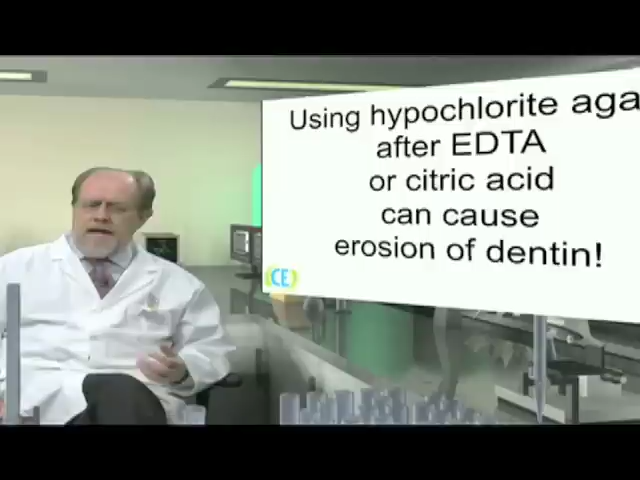 Using hypochlorite aga
after EDTA
or citric acid
can cause
erosion of dentin!
(CE)